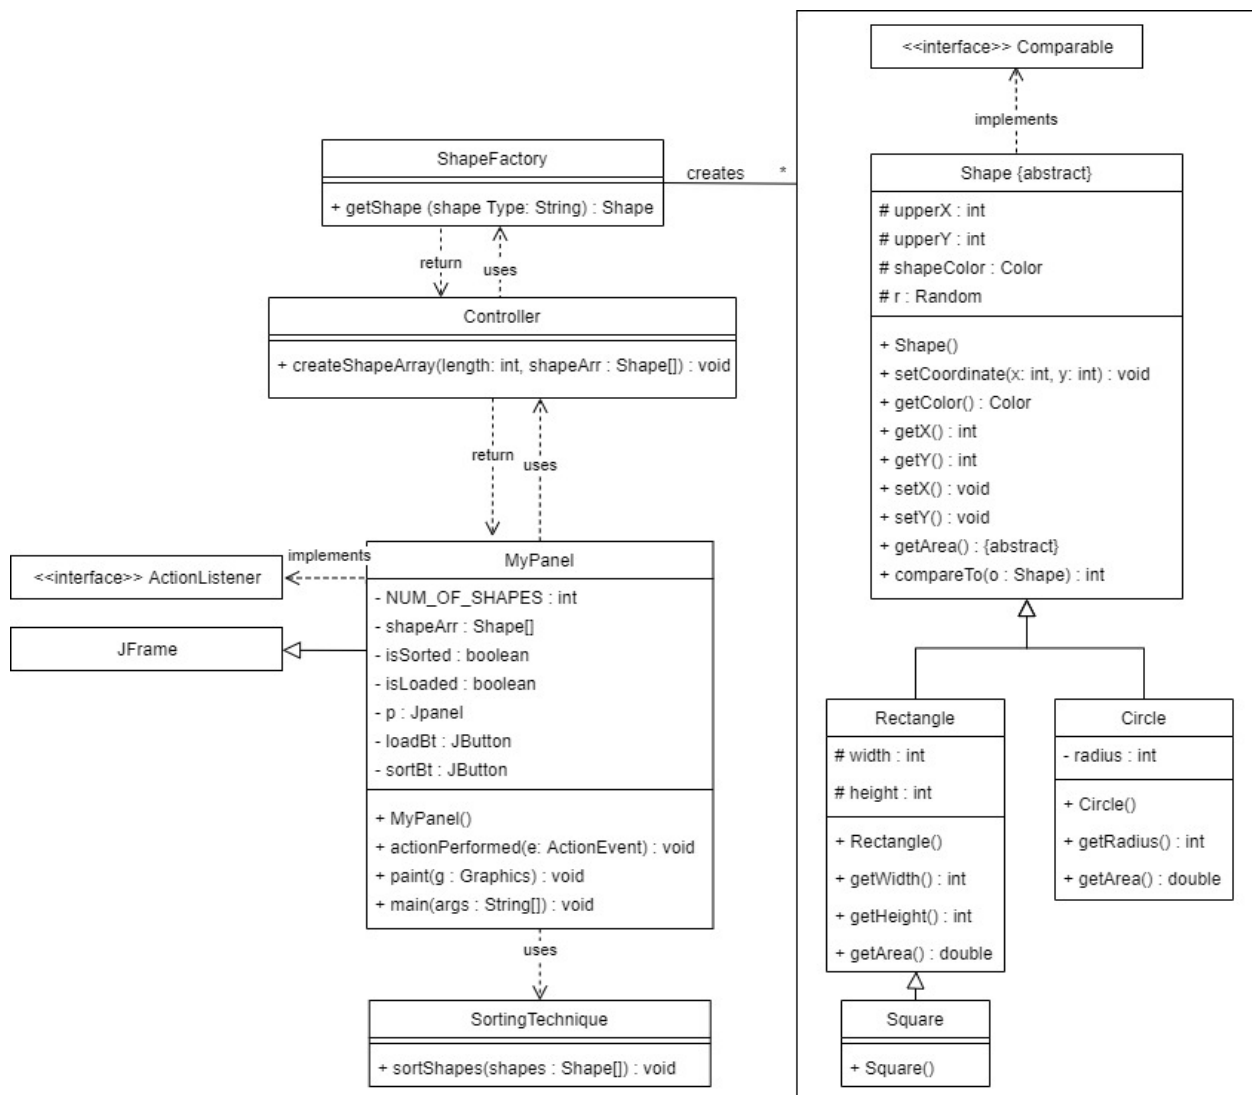 <<interface>> Comparable
implements
ShapeFactory
creates
*
+ getShape (shape Type: String) : Shape
return
uses
Controller
+ createShapeArray(length: int, shapeArr : Shape[]) : void
return
uses
implements
<<interface>> ActionListener
JFrame
MyPanel
- NUM_OF_SHAPES : int
- shapeArr : Shape[]
- isSorted : boolean
- isLoaded : boolean
- p : Jpanel
- loadBt : JButton
- sortBt : JButton
+ MyPanel()
+ actionPerformed(e: ActionEvent) : void
+ paint(g : Graphics) : void
+ main(args : String[]) : void
uses
SortingTechnique
+ sortShapes(shapes : Shape[]) : void
Shape {abstract}
# upperX : int
# upperY : int
# shapeColor : Color
# r : Random
+ Shape()
+ setCoordinate(x: int, y: int) : void
+ getColor() : Color
+ getX() : int
+ getY() : int
+ setX() : void
+ setY() : void
+ getArea() : {abstract}
+ compareTo(o : Shape) : int
Rectangle
# width : int
# height : int
+ Rectangle()
+ getWidth() : int
+ getHeight() : int
+ getArea() : double
Circle
- radius : int
+ Circle()
+ getRadius() : int
+ getArea() : double
Square
+ Square()